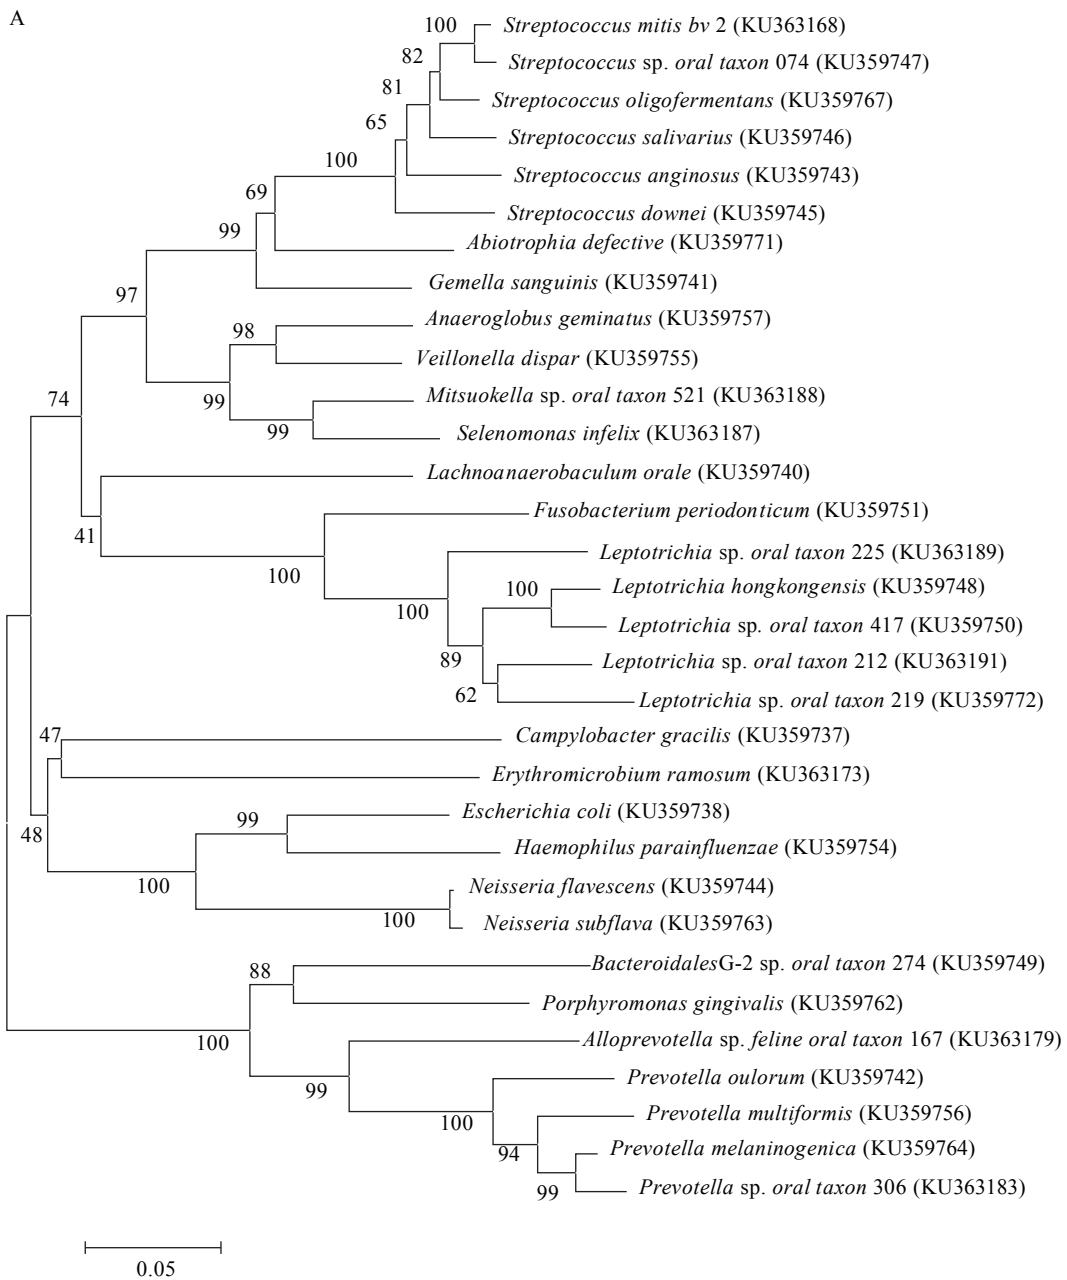 A
100
Streptococcus mitis bv 2 (KU363168)
82
Streptococcus sp. oral taxon 074 (KU359747)
81
Streptococcus oligofermentans (KU359767)
65
Streptococcus salivarius (KU359746)
100
Streptococcus anginosus (KU359743)
69
Streptococcus downei (KU359745)
99
Abiotrophia defective (KU359771)
Gemella sanguinis (KU359741)
97
Anaeroglobus geminatus (KU359757)
98
Veillonella dispar (KU359755)
74
99
Mitsuokella sp. oral taxon 521 (KU363188)
99
Selenomonas infelix (KU363187)
Lachnoanaerobaculum orale (KU359740)
41
Fusobacterium periodonticum (KU359751)
100
Leptotrichia sp. oral taxon 225 (KU363189)
100
Leptotrichia hongkongensis (KU359748)
100
Leptotrichia sp. oral taxon 417 (KU359750)
89
Leptotrichia sp. oral taxon 212 (KU363191)
62
Leptotrichia sp. oral taxon 219 (KU359772)
47
Campylobacter gracilis (KU359737)
Erythromicrobium ramosum (KU363173)
48
99
Escherichia coli (KU359738)
Haemophilus parainfluenzae (KU359754)
100
Neisseria flavescens (KU359744)
100
Neisseria subflava (KU359763)
88
BacteroidalesG-2 sp. oral taxon 274 (KU359749)
Porphyromonas gingivalis (KU359762)
100
Alloprevotella sp. feline oral taxon 167 (KU363179)
99
Prevotella oulorum (KU359742)
100
Prevotella multiformis (KU359756)
94
Prevotella melaninogenica (KU359764)
99
Prevotella sp. oral taxon 306 (KU363183)
0.05